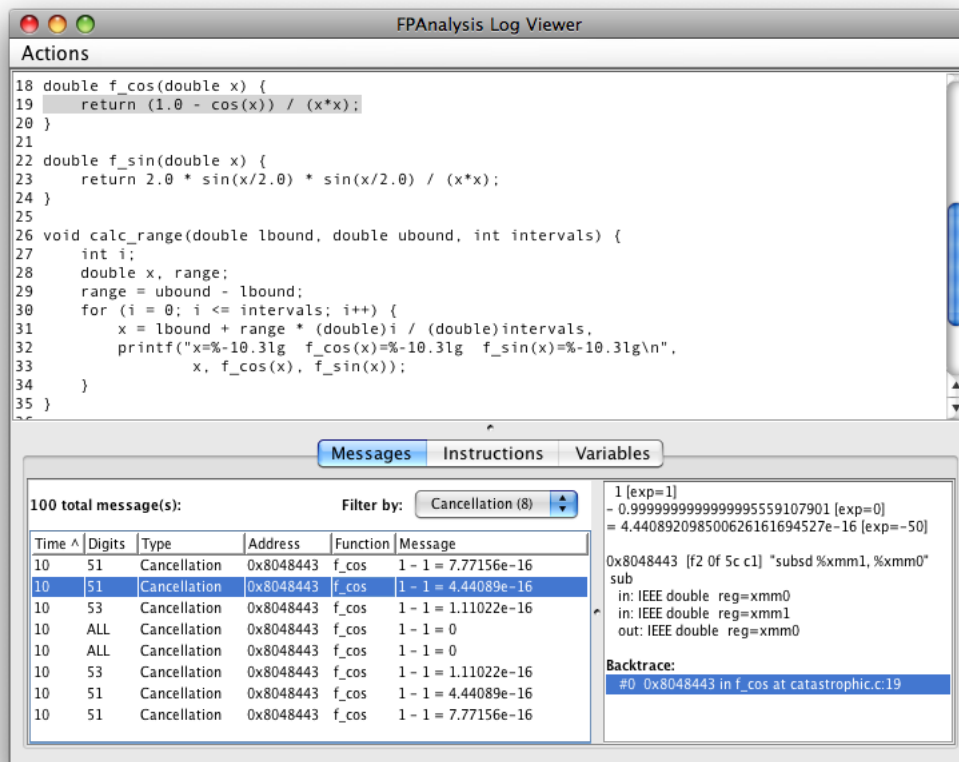 FPAnalysis Log Viewer
Actions
18 double f_cos(double x) {
19     return (1.0 - cos(x)) / (x*x);
20 }
21
22 double f_sin(double x) {
23     return 2.0 * sin(x/2.0) * sin(x/2.0) / (x*x);
24 }
25
26 void calc_range(double lbound, double ubound, int intervals) {
27     int i;
28     double x, range;
29     range = ubound - lbound;
30     for (i = 0; i <= intervals; i++) {
31         x = lbound + range * (double)i / (double)intervals,
32         printf("x=%-10.3lg  f_cos(x)=%-10.3lg  f_sin(x)=%-10.3lg\n",
33                x, f_cos(x), f_sin(x));
34     }
35 }
Messages Instructions Variables
100 total message(s): Filter by: Cancellation (8)
Time ^ Digits Type Address Function Message
10 51 Cancellation 0x8048443 f_cos 1 - 1 = 7.77156e-16
10 51 Cancellation 0x8048443 f_cos 1 - 1 = 4.44089e-16
10 53 Cancellation 0x8048443 f_cos 1 - 1 = 1.11022e-16
10 ALL Cancellation 0x8048443 f_cos 1 - 1 = 0
10 ALL Cancellation 0x8048443 f_cos 1 - 1 = 0
10 53 Cancellation 0x8048443 f_cos 1 - 1 = 1.11022e-16
10 51 Cancellation 0x8048443 f_cos 1 - 1 = 4.44089e-16
10 51 Cancellation 0x8048443 f_cos 1 - 1 = 7.77156e-16
1 [exp=1]
- 0.9999999999999995559107901 [exp=0]
= 4.440892098500626161694527e-16 [exp=-50]
0x8048443 [f2 0f 5c c1] "subsd %xmm1, %xmm0"
sub
in: IEEE double reg=xmm0
in: IEEE double reg=xmm1
out: IEEE double reg=xmm0
Backtrace:
#0 0x8048443 in f_cos at catastrophic.c:19